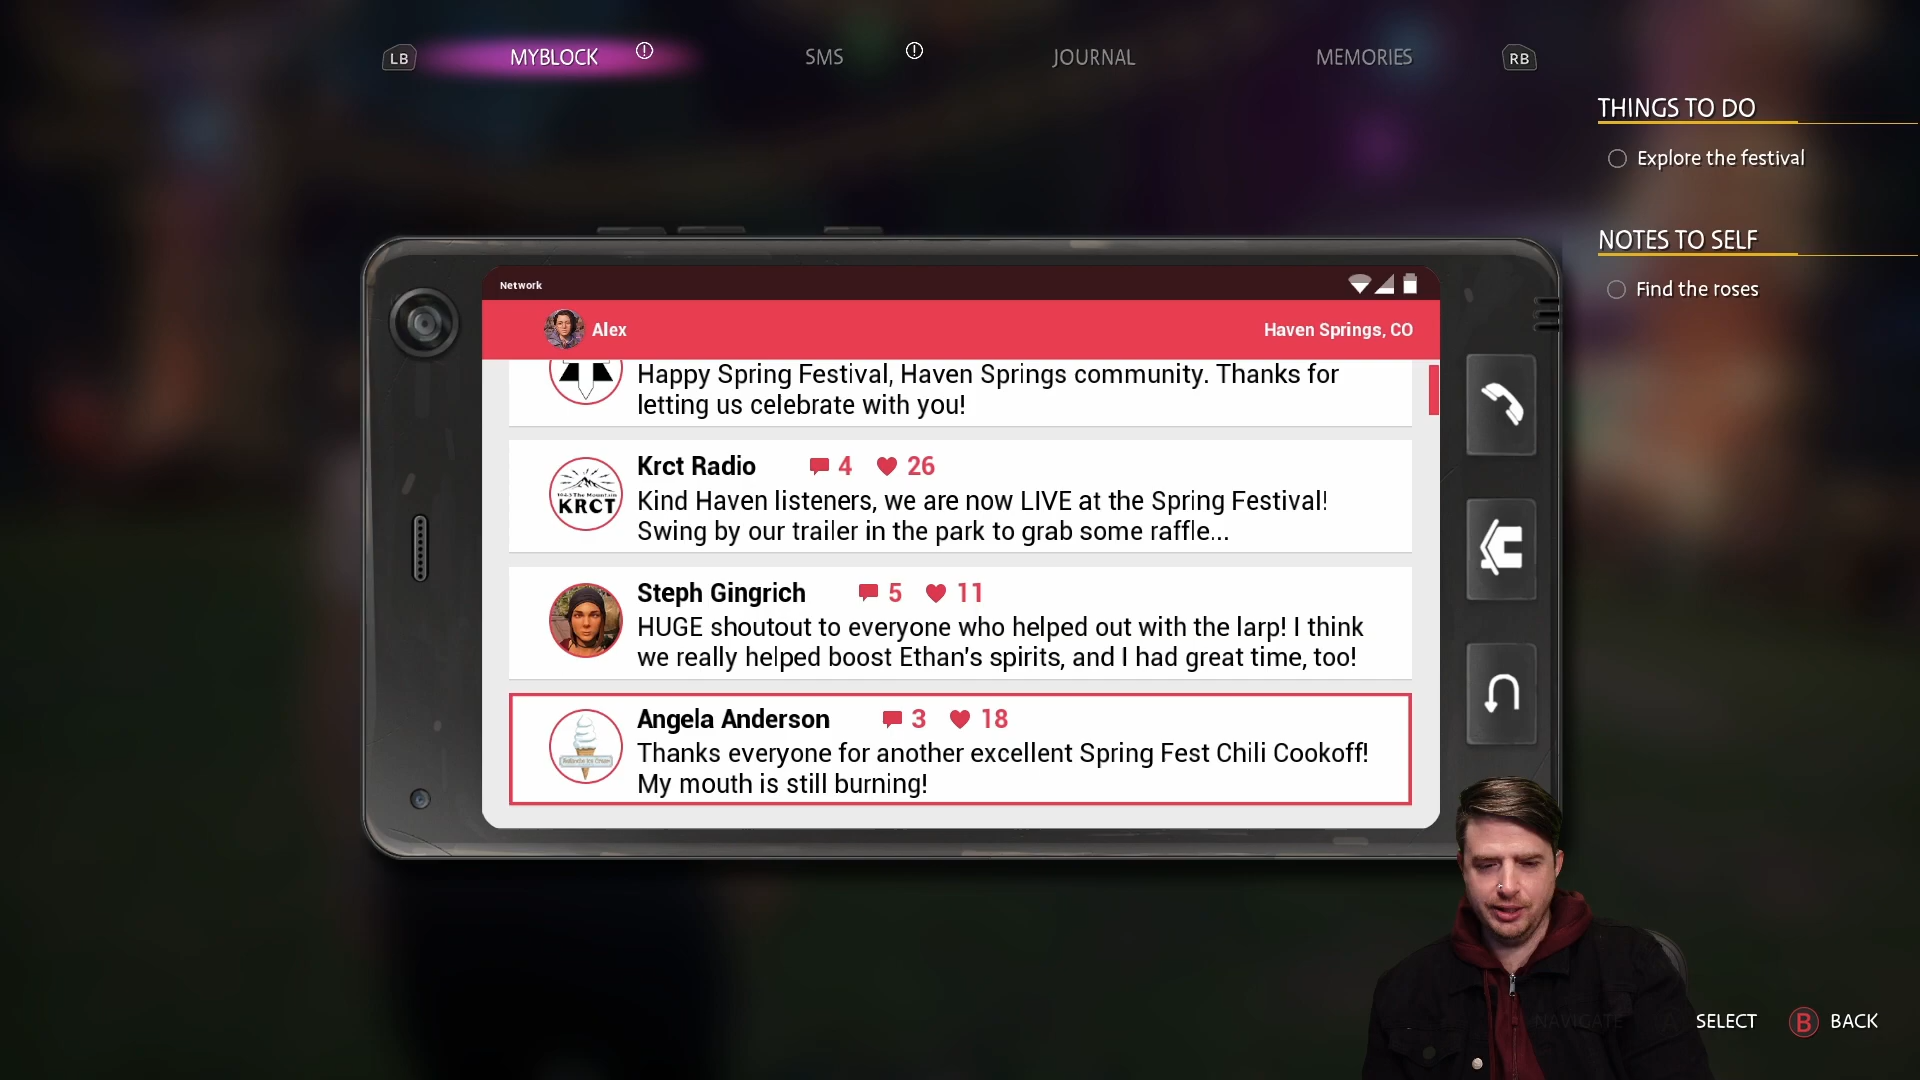 LB
MYBLOCK
SMS
JOURNAL
MEMORIES
RB
THINGS TO DO
Explore the festival
NOTES TO SELF
Find the roses
Network
Alex
Haven Springs, CO
Happy Spring Festival, Haven Springs community. Thanks for
letting us celebrate with you!
KRCT
Krct Radio 4 26
Kind Haven listeners, we are now LIVE at the Spring Festival!
Swing by our trailer in the park to grab some raffle...
Steph Gingrich 5 11
HUGE shoutout to everyone who helped out with the larp! I think
we really helped boost Ethan's spirits, and I had great time, too!
Angela Anderson 3 18
Thanks everyone for another excellent Spring Fest Chili Cookoff!
My mouth is still burning!
NAVIGATE A SELECT B BACK